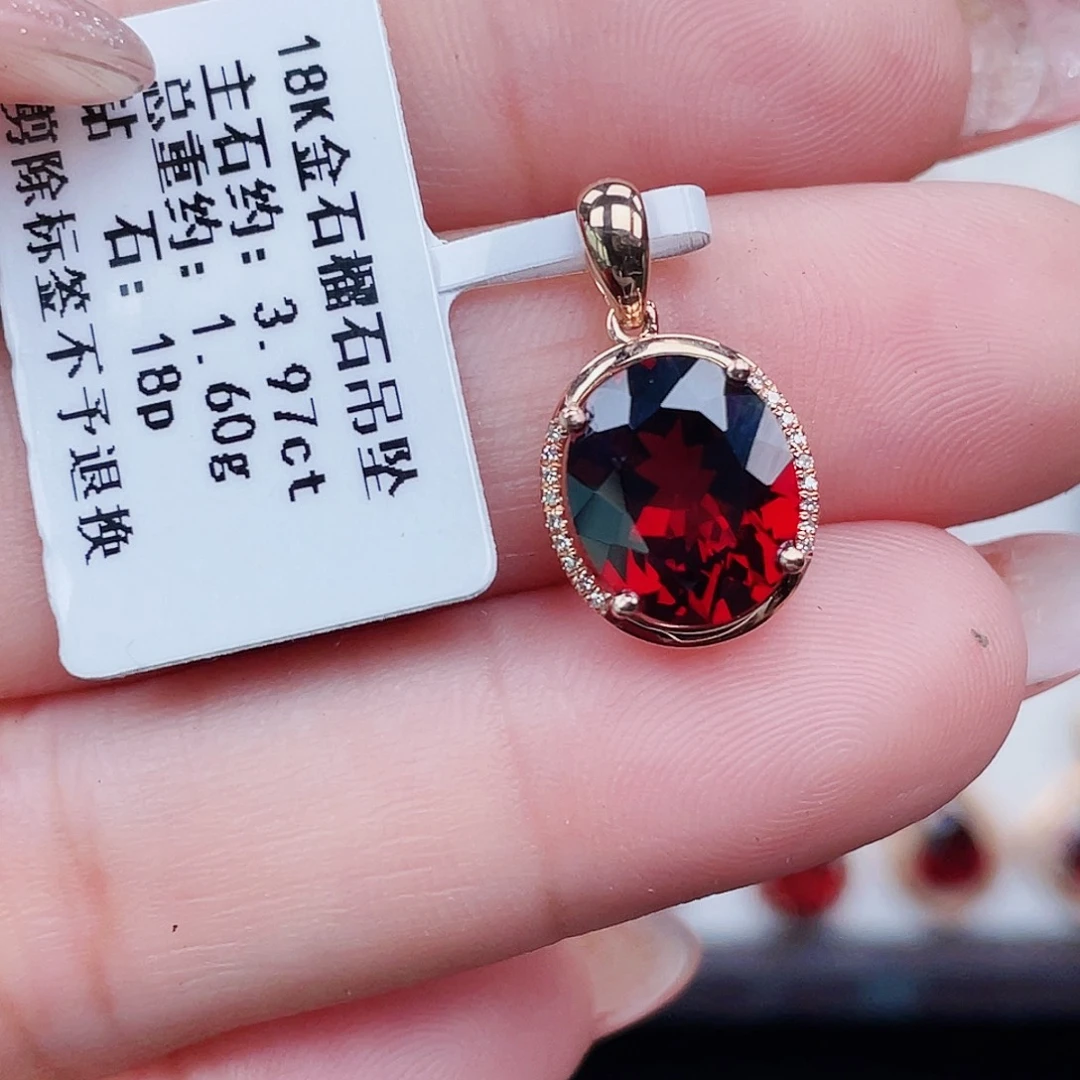 18K金石榴石吊坠
主石约: 3.97ct
总重约: 1.60g
钻 石: 18p
剪除标签不予退换